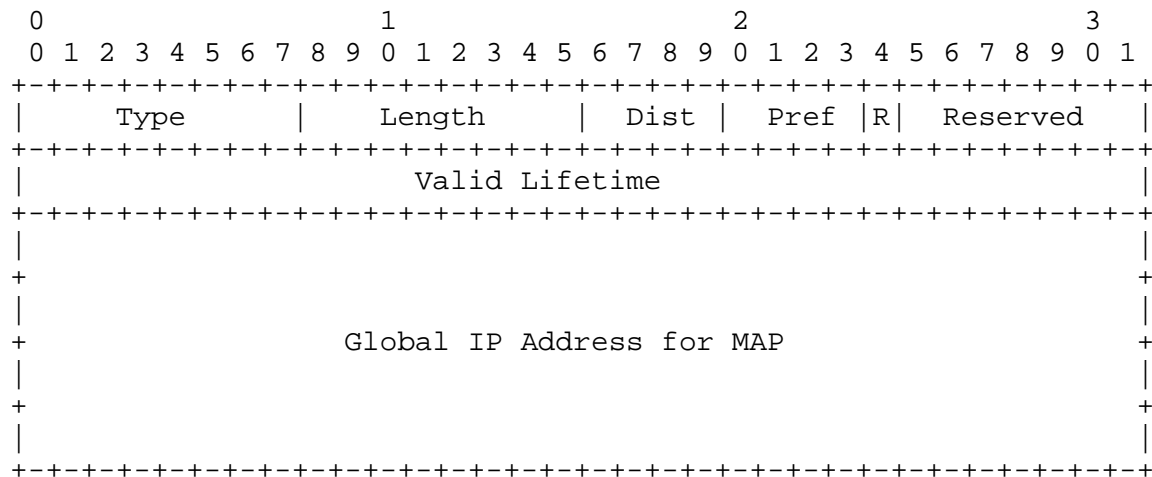 0                   1                   2                   3
 0 1 2 3 4 5 6 7 8 9 0 1 2 3 4 5 6 7 8 9 0 1 2 3 4 5 6 7 8 9 0 1
+-+-+-+-+-+-+-+-+-+-+-+-+-+-+-+-+-+-+-+-+-+-+-+-+-+-+-+-+-+-+-+-+
|     Type      |    Length     |  Dist |  Pref |R|  Reserved   |
+-+-+-+-+-+-+-+-+-+-+-+-+-+-+-+-+-+-+-+-+-+-+-+-+-+-+-+-+-+-+-+-+
|                      Valid Lifetime                           |
+-+-+-+-+-+-+-+-+-+-+-+-+-+-+-+-+-+-+-+-+-+-+-+-+-+-+-+-+-+-+-+-+
|                                                               |
+                                                               +
|                                                               |
+                  Global IP Address for MAP                    +
|                                                               |
+                                                               +
|                                                               |
+-+-+-+-+-+-+-+-+-+-+-+-+-+-+-+-+-+-+-+-+-+-+-+-+-+-+-+-+-+-+-+-+